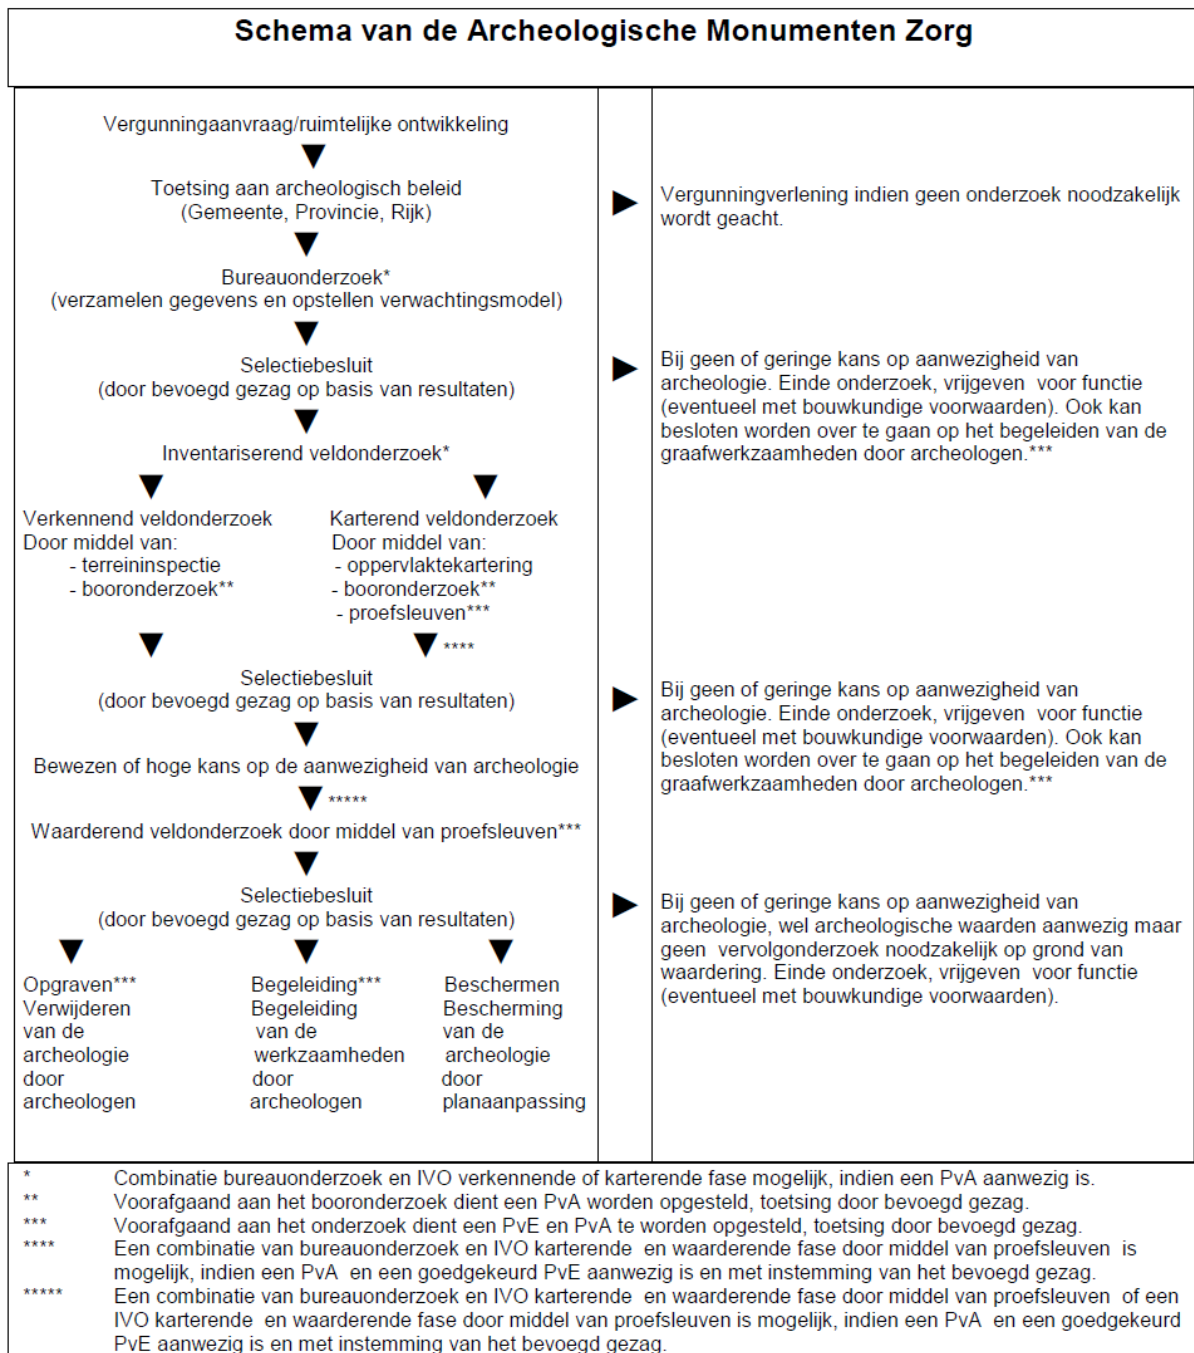 Schema van de Archeologische Monumenten Zorg
Vergunningaanvraag/ruimtelijke ontwikkeling
Toetsing aan archeologisch beleid
(Gemeente, Provincie, Rijk)
Vergunningverlening indien geen onderzoek noodzakelijk
wordt geacht.
Bureauonderzoek*
(verzamelen gegevens en opstellen verwachtingsmodel)
Selectiebesluit
(door bevoegd gezag op basis van resultaten)
Bij geen of geringe kans op aanwezigheid van
archeologie. Einde onderzoek, vrijgeven voor functie
(eventueel met bouwkundige voorwaarden). Ook kan
besloten worden over te gaan op het begeleiden van de
graafwerkzaamheden door archeologen.***
Inventariserend veldonderzoek*
Verkennend veldonderzoek
Door middel van:
- terreininspectie
- booronderzoek**
Karterend veldonderzoek
Door middel van:
- oppervlaktekartering
- booronderzoek**
- proefsleuven***
****
Selectiebesluit
(door bevoegd gezag op basis van resultaten)
Bij geen of geringe kans op aanwezigheid van
archeologie. Einde onderzoek, vrijgeven voor functie
(eventueel met bouwkundige voorwaarden). Ook kan
besloten worden over te gaan op het begeleiden van de
graafwerkzaamheden door archeologen.***
Bewezen of hoge kans op de aanwezigheid van archeologie
*****
Waarderend veldonderzoek door middel van proefsleuven***
Selectiebesluit
(door bevoegd gezag op basis van resultaten)
Bij geen of geringe kans op aanwezigheid van
archeologie, wel archeologische waarden aanwezig maar
geen vervolgonderzoek noodzakelijk op grond van
waardering. Einde onderzoek, vrijgeven voor functie
(eventueel met bouwkundige voorwaarden).
Opgraven***
Verwijderen
van de
archeologie
door
archeologen
Begeleiding***
Begeleiding
van de
werkzaamheden
door
archeologen
Beschermen
Bescherming
van de
archeologie
door
planaanpassing
* Combinatie bureauonderzoek en IVO verkennende of karterende fase mogelijk, indien een PvA aanwezig is.
** Voorafgaand aan het booronderzoek dient een PvA worden opgesteld, toetsing door bevoegd gezag.
*** Voorafgaand aan het onderzoek dient een PvE en PvA te worden opgesteld, toetsing door bevoegd gezag.
**** Een combinatie van bureauonderzoek en IVO karterende en waarderende fase door middel van proefsleuven is
mogelijk, indien een PvA en een goedgekeurd PvE aanwezig is en met instemming van het bevoegd gezag.
***** Een combinatie van bureauonderzoek en IVO karterende en waarderende fase door middel van proefsleuven of een
IVO karterende en waarderende fase door middel van proefsleuven is mogelijk, indien een PvA en een goedgekeurd
PvE aanwezig is en met instemming van het bevoegd gezag.